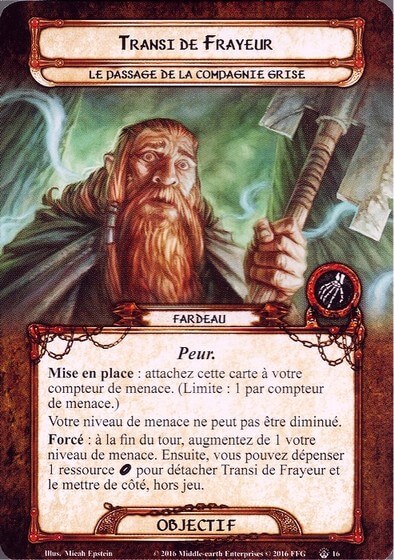 Transi de Frayeur
Le Passage de la Compagnie Grise
Fardeau
Peur.
Mise en place : attachez cette carte à votre
compteur de menace. (Limite : 1 par compteur
de menace.)
Votre niveau de menace ne peut pas être diminué.
Forcé : à la fin du tour, augmentez de 1 votre
niveau de menace. Ensuite, vous pouvez dépenser
1 ressource pour détacher Transi de Frayeur et
le mettre de côté, hors jeu.
Objectif
Illus. Micah Epstein © 2016 Middle-earth Enterprises © 2016 FFG 16